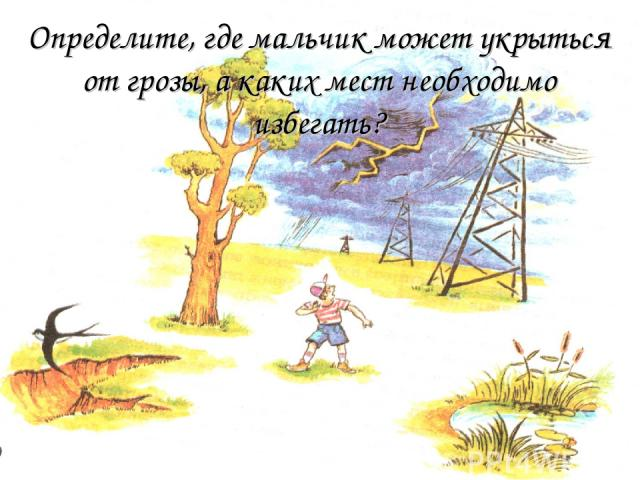 Определите, где мальчик может укрыться
от грозы, а каких мест необходимо
избегать?